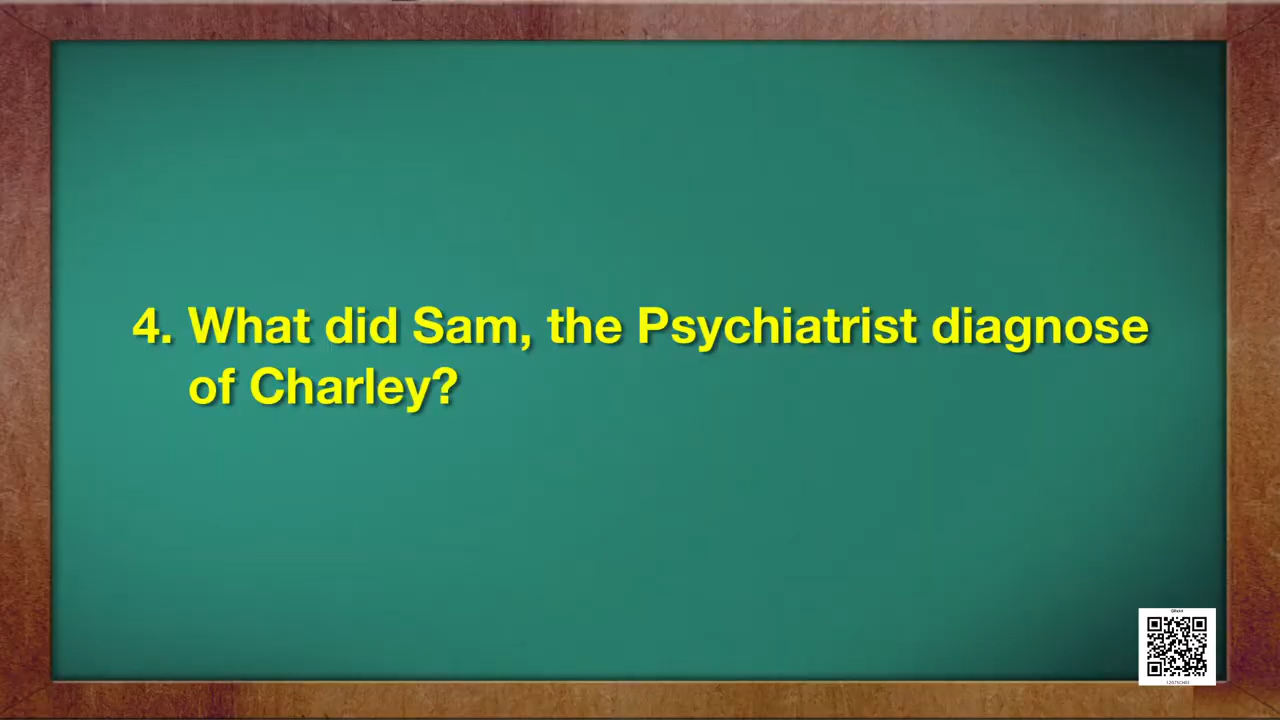 4. What did Sam, the Psychiatrist diagnose
of Charley?